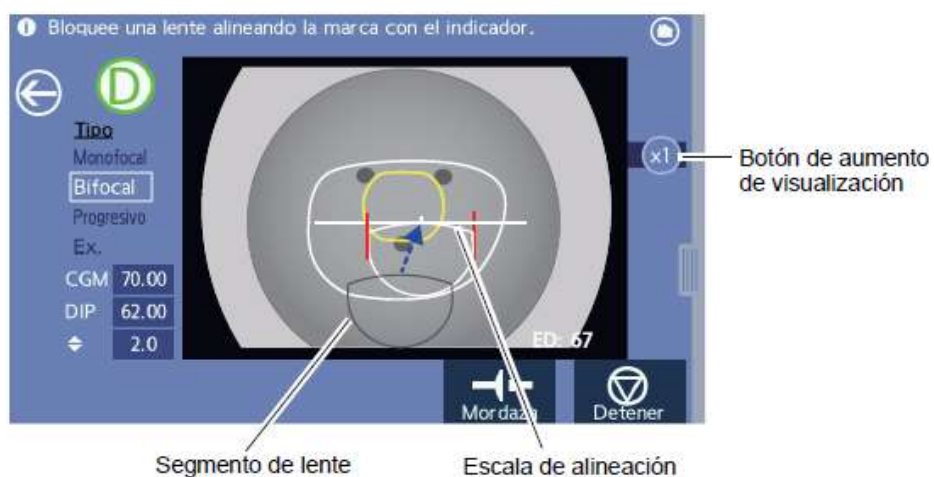 Bloquee una lente alineando la marca con el indicador.
D
Tipo
Monofocal
Bifocal
Progresivo
Ex.
CGM 70.00
DIP 62.00
2.0
x1
ED: 67
Mordaza
Detener
Botón de aumento
de visualización
Segmento de lente
Escala de alineación